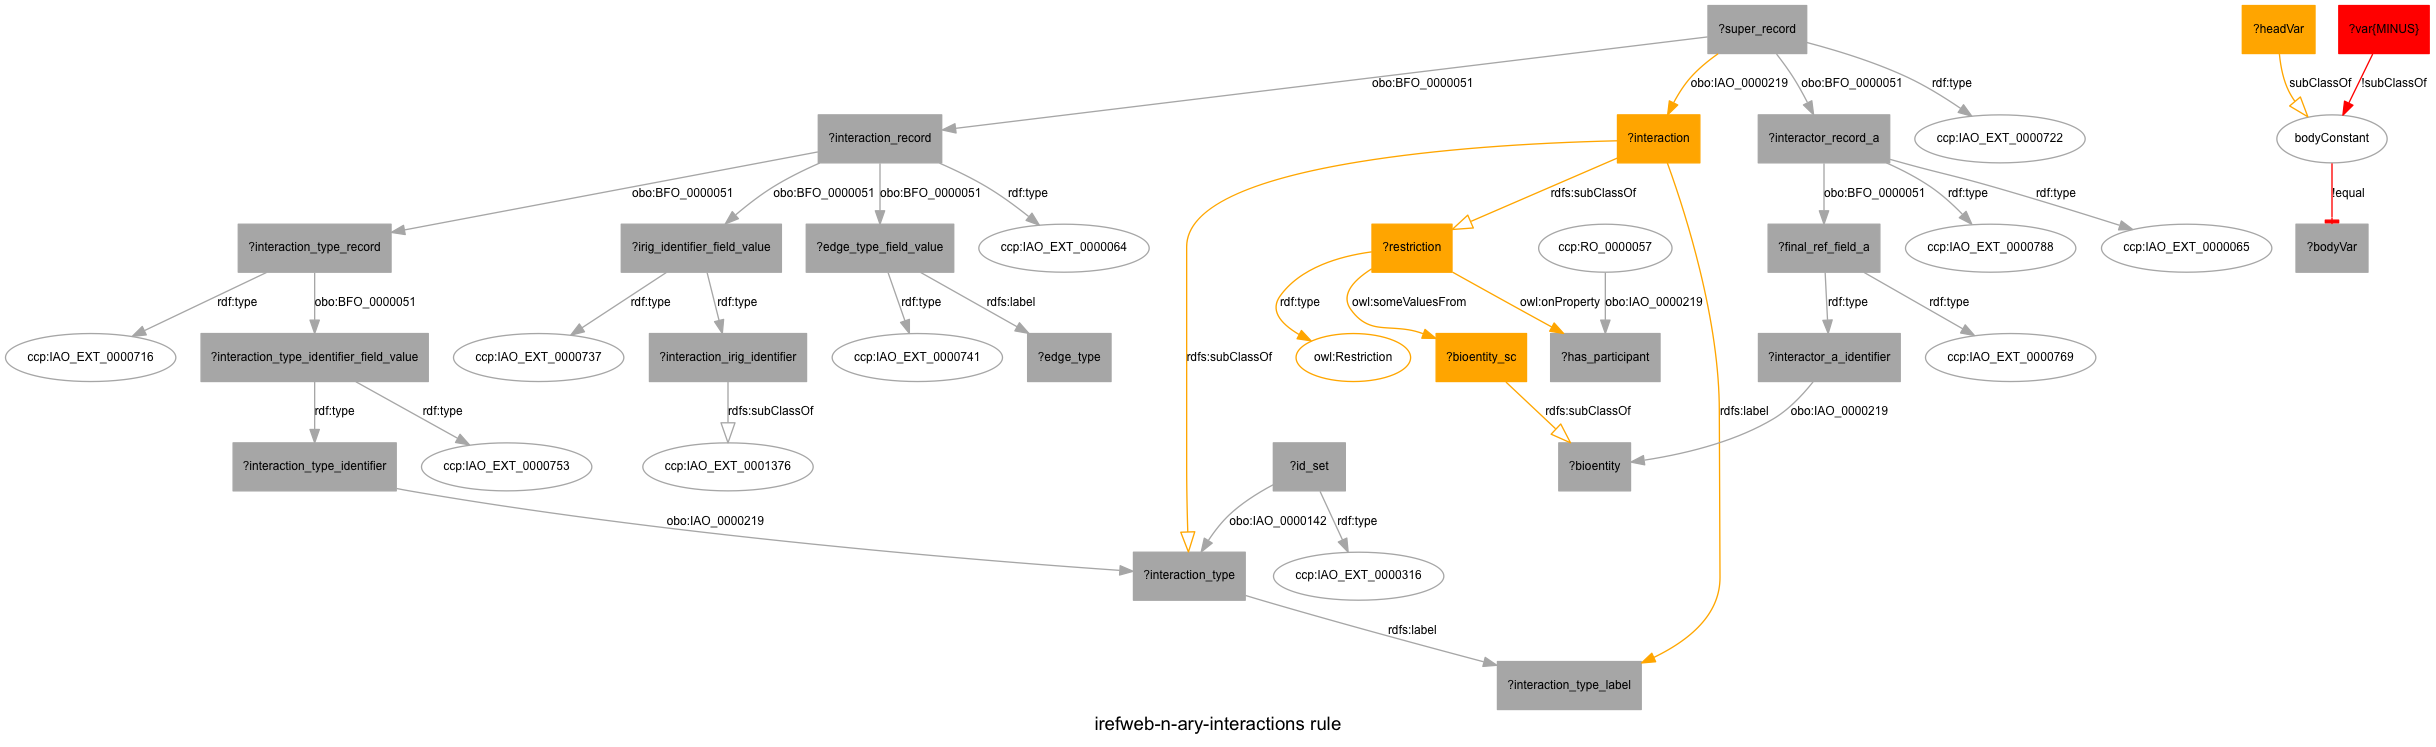 ?super_record
?headVar
?var{MINUS}
obo:BFO_0000051
obo:IAO_0000219
obo:BFO_0000051
rdf:type
subClassOf
!subClassOf
?interaction_record
?interaction
?interactor_record_a
ccp:IAO_EXT_0000722
bodyConstant
obo:BFO_0000051
obo:BFO_0000051
obo:BFO_0000051
rdf:type
rdfs:subClassOf
obo:BFO_0000051
rdf:type
rdf:type
!equal
?interaction_type_record
?irig_identifier_field_value
?edge_type_field_value
ccp:IAO_EXT_0000064
?restriction
ccp:RO_0000057
?final_ref_field_a
ccp:IAO_EXT_0000788
ccp:IAO_EXT_0000065
?bodyVar
rdf:type
obo:BFO_0000051
rdf:type
rdf:type
rdf:type
rdfs:label
rdf:type
owl:someValuesFrom
owl:onProperty
obo:IAO_0000219
rdf:type
rdf:type
ccp:IAO_EXT_0000716
?interaction_type_identifier_field_value
ccp:IAO_EXT_0000737
?interaction_irig_identifier
ccp:IAO_EXT_0000741
?edge_type
rdfs:subClassOf
owl:Restriction
?bioentity_sc
?has_participant
?interactor_a_identifier
ccp:IAO_EXT_0000769
rdf:type
rdf:type
rdfs:subClassOf
rdfs:subClassOf
rdfs:label
obo:IAO_0000219
?interaction_type_identifier
ccp:IAO_EXT_0000753
ccp:IAO_EXT_0001376
?id_set
?bioentity
obo:IAO_0000219
obo:IAO_0000142
rdf:type
?interaction_type
ccp:IAO_EXT_0000316
rdfs:label
?interaction_type_label
irefweb-n-ary-interactions rule